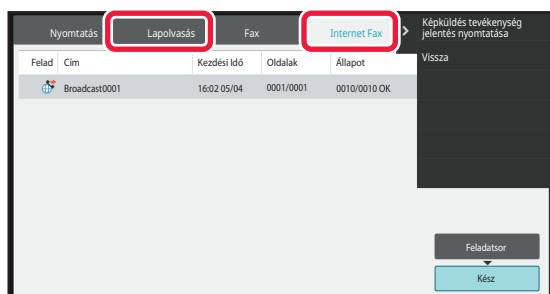 Nyomtatás Lapolvasás Fax Internet Fax
Képküldés tevékenység
jelentés nyomtatása
Vissza
Felad Cím Kezdési Idő Oldalak Állapot
Broadcast0001 16:02 05/04 0001/0001 0010/0010 OK
Feladatsor
Kész